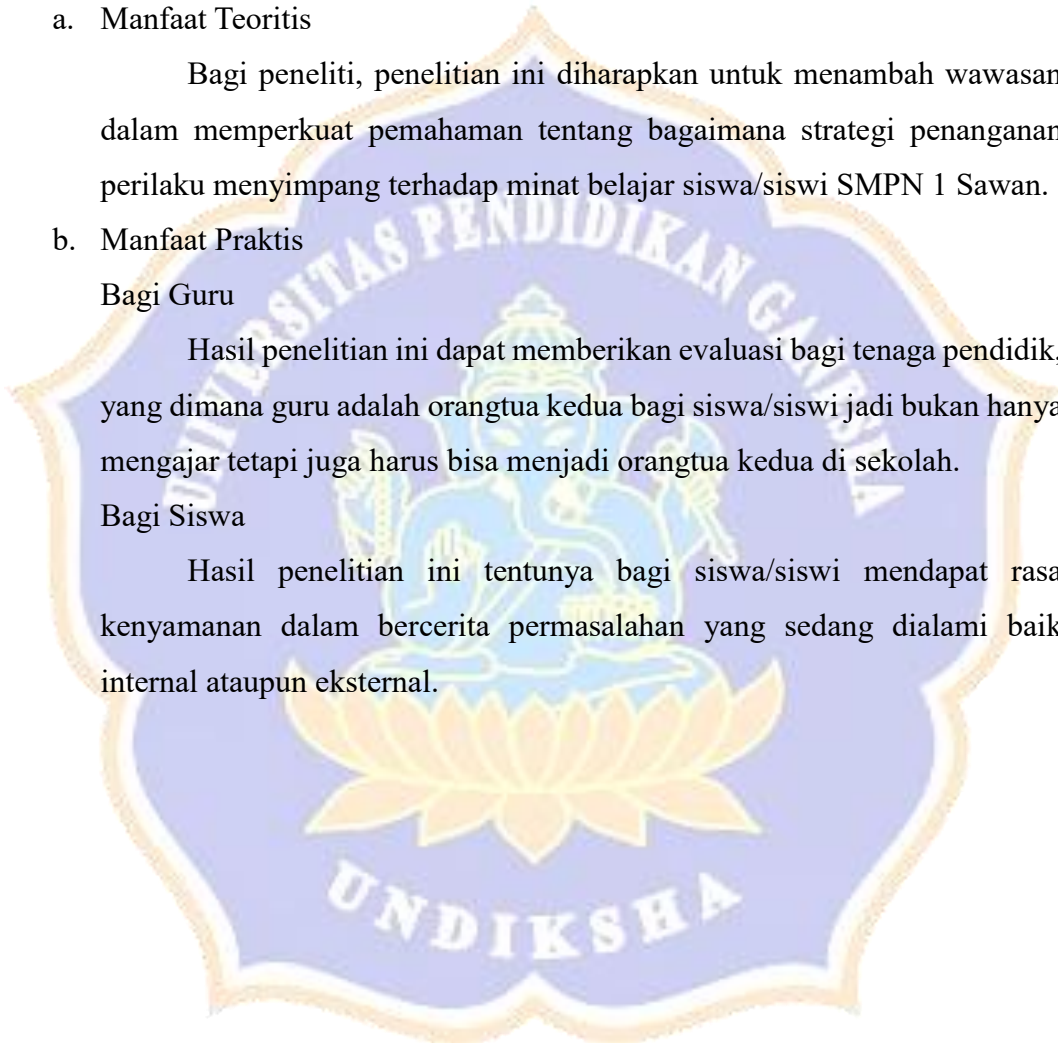 a. Manfaat Teoritis
Bagi peneliti, penelitian ini diharapkan untuk menambah wawasan
dalam memperkuat pemahaman tentang bagaimana strategi penanganan
perilaku menyimpang terhadap minat belajar siswa/siswi SMPN 1 Sawan.
b. Manfaat Praktis
Bagi Guru
Hasil penelitian ini dapat memberikan evaluasi bagi tenaga pendidik,
yang dimana guru adalah orangtua kedua bagi siswa/siswi jadi bukan hanya
mengajar tetapi juga harus bisa menjadi orangtua kedua di sekolah.
Bagi Siswa
Hasil penelitian ini tentunya bagi siswa/siswi mendapat rasa
kenyamanan dalam bercerita permasalahan yang sedang dialami baik
internal ataupun eksternal.
UNIVERSITAS PENDIDIKAN GANESHA
UNDIKSHA